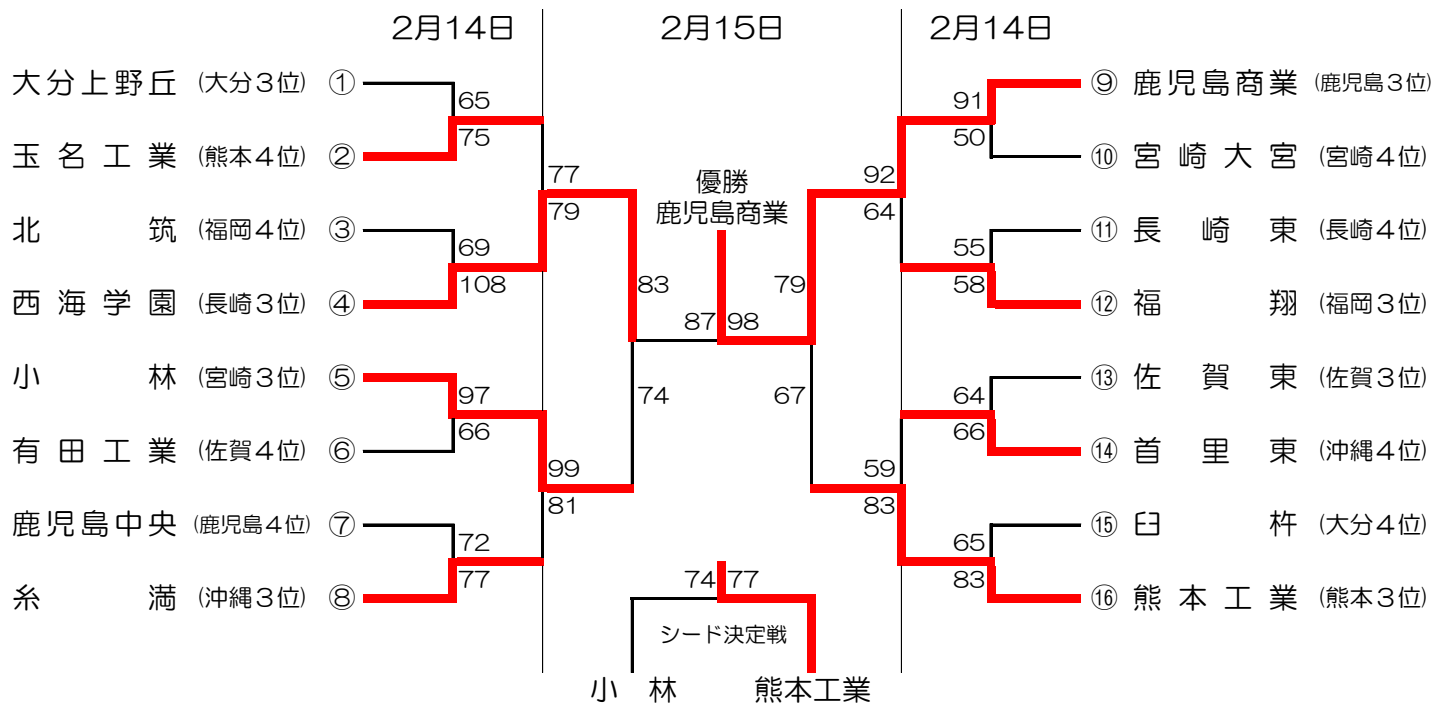 2月14日 2月15日 2月14日
大分上野丘 (大分3位) ①
65
75
玉名工業 (熊本4位) ②
77
79
北筑 (福岡4位) ③
69
108
西海学園 (長崎3位) ④
83
74
小林 (宮崎3位) ⑤
97
66
有田工業 (佐賀4位) ⑥
99
81
鹿児島中央 (鹿児島4位) ⑦
72
77
糸満 (沖縄3位) ⑧
優勝
鹿児島商業
87 98
⑨ 鹿児島商業 (鹿児島3位)
91
50
⑩ 宮崎大宮 (宮崎4位)
92
64
⑪ 長崎東 (長崎4位)
55
58
⑫ 福翔 (福岡3位)
79
67
⑬ 佐賀東 (佐賀3位)
64
66
⑭ 首里東 (沖縄4位)
59
83
⑮ 臼杵 (大分4位)
65
83
⑯ 熊本工業 (熊本3位)
74 77
シード決定戦
小林 熊本工業